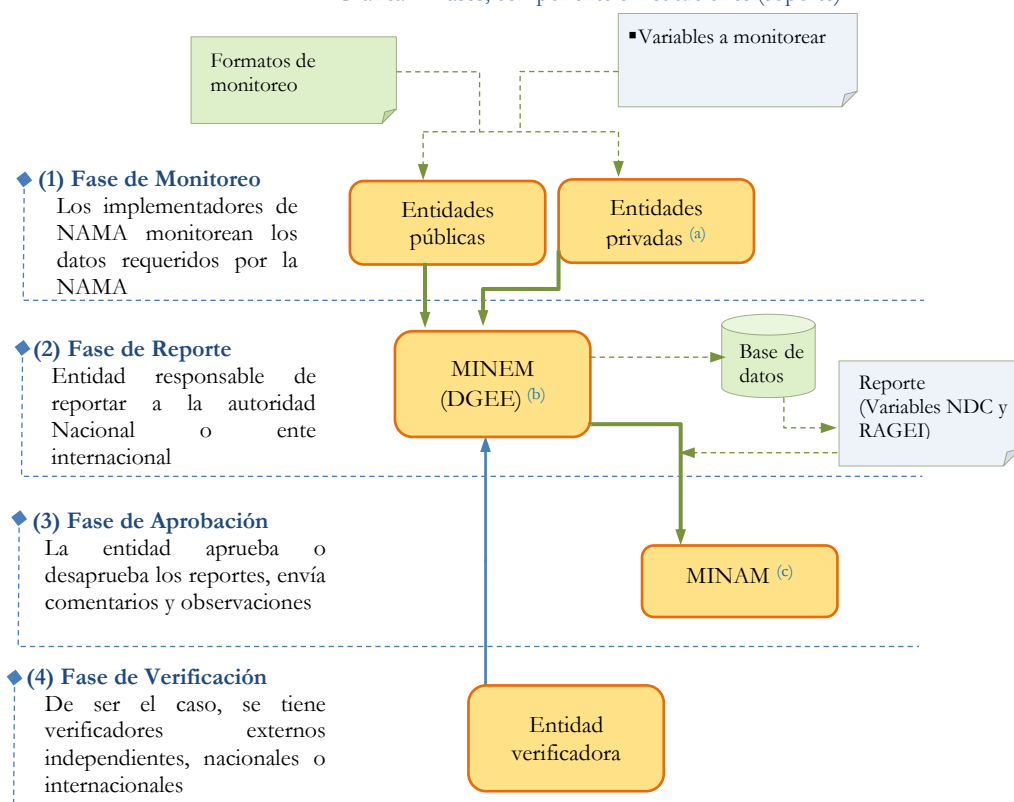 ▪Variables a monitorear
Formatos de
monitoreo
(1) Fase de Monitoreo
Los implementadores de
NAMA monitorean los
datos requeridos por la
NAMA
Entidades
públicas
Entidades
privadas (a)
(2) Fase de Reporte
Entidad responsable de
reportar a la autoridad
Nacional o ente
internacional
MINEM
(DGEE) (b)
Base de
datos
Reporte
(Variables NDC y
RAGEI)
(3) Fase de Aprobación
La entidad aprueba o
desaprueba los reportes, envía
comentarios y observaciones
MINAM (c)
(4) Fase de Verificación
De ser el caso, se tiene
verificadores externos
independientes, nacionales o
internacionales
Entidad
verificadora